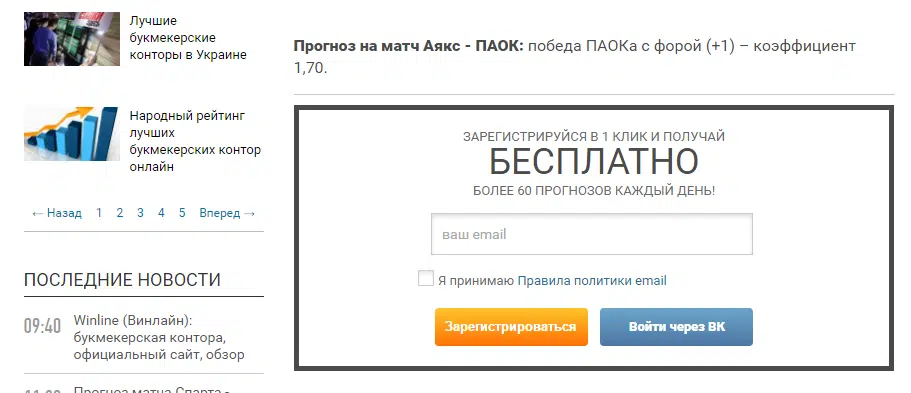 Лучшие
букмекерские
конторы в Украине
Народный рейтинг
лучших
букмекерских контор
онлайн
← Назад 1 2 3 4 5 Вперед →
ПОСЛЕДНИЕ НОВОСТИ
09:40 Winline (Винлайн):
букмекерская контора,
официальный сайт, обзор
Прогноз матча Спарта -
Прогноз на матч Аякс - ПАОК: победа ПАОКа с форой (+1) – коэффициент
1,70.
ЗАРЕГИСТРИРУЙСЯ В 1 КЛИК И ПОЛУЧАЙ
БЕСПЛАТНО
БОЛЕЕ 60 ПРОГНОЗОВ КАЖДЫЙ ДЕНЬ!
ваш email
Я принимаю Правила политики email
Зарегистрироваться Войти через ВК